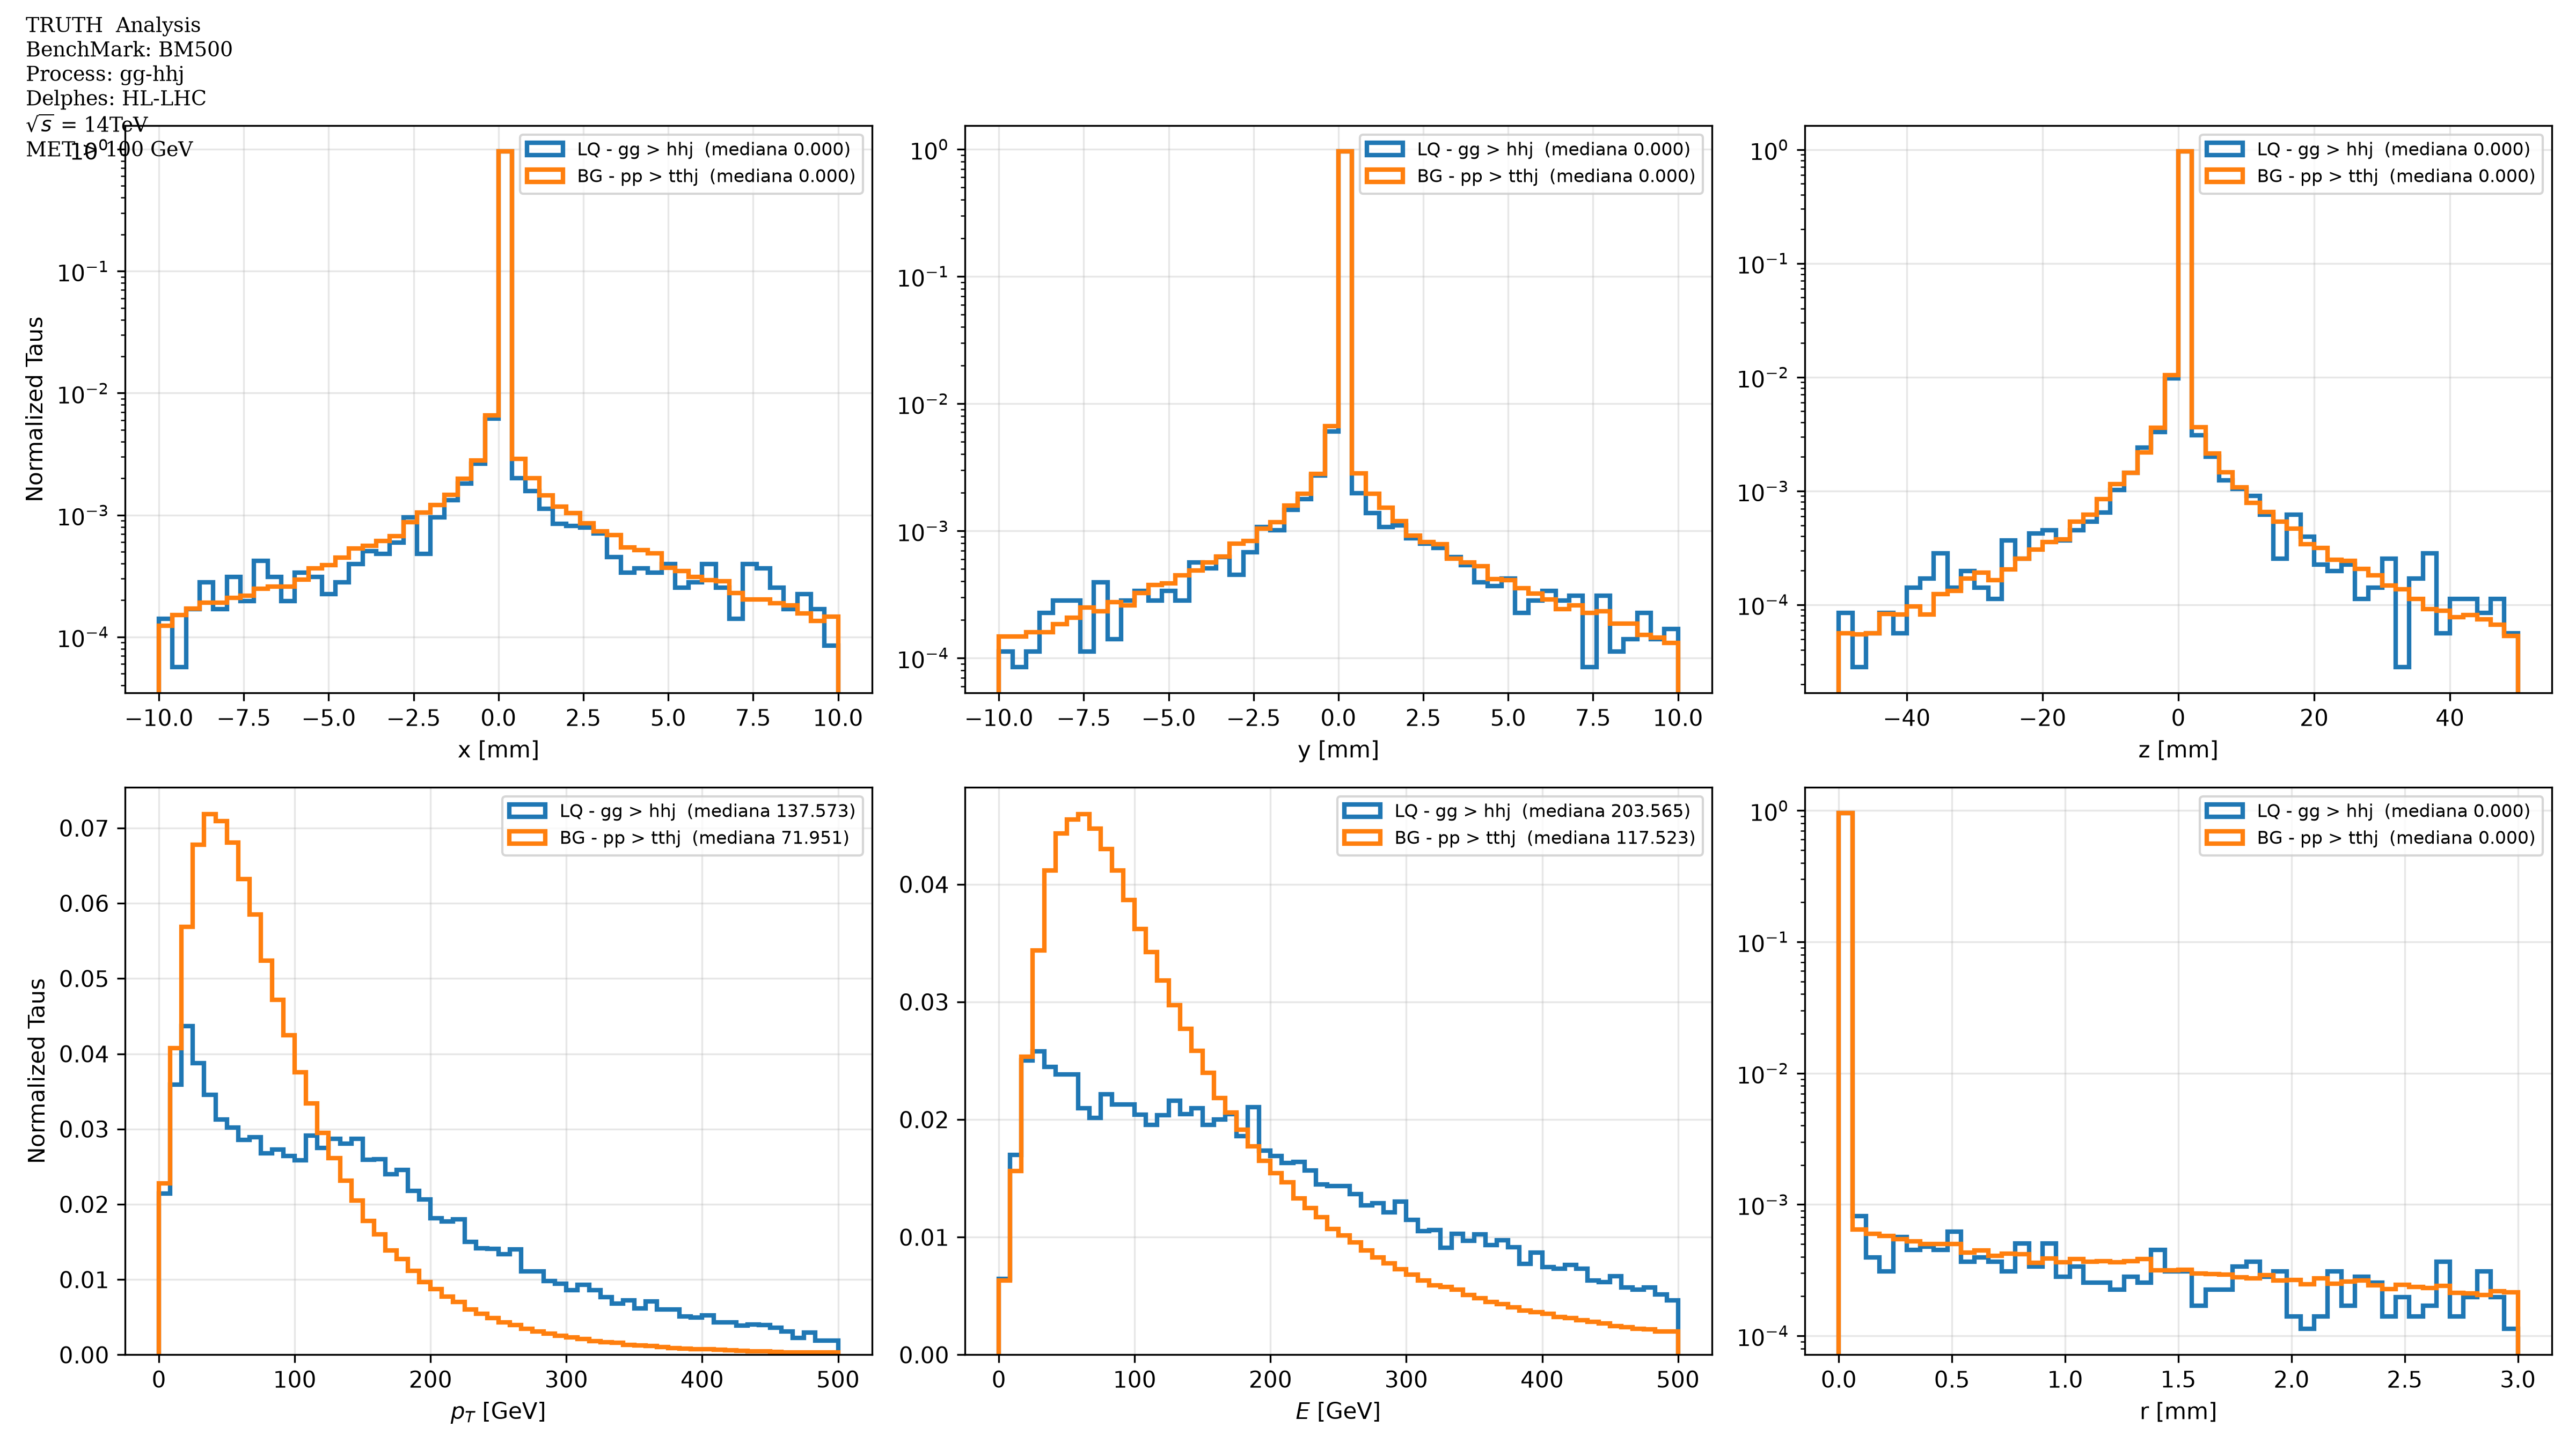 TRUTH  Analysis
BenchMark: BM500
Process: gg-hhj
Delphes: HL-LHC
√s = 14TeV
MET > 100 GeV
Normalized Taus
10⁰
10⁻¹
10⁻²
10⁻³
10⁻⁴
LQ - gg > hhj  (mediana 0.000)
BG - pp > tthj  (mediana 0.000)
−10.0 −7.5 −5.0 −2.5 0.0 2.5 5.0 7.5 10.0
x [mm]
10⁰
10⁻¹
10⁻²
10⁻³
10⁻⁴
LQ - gg > hhj  (mediana 0.000)
BG - pp > tthj  (mediana 0.000)
−10.0 −7.5 −5.0 −2.5 0.0 2.5 5.0 7.5 10.0
y [mm]
10⁰
10⁻¹
10⁻²
10⁻³
10⁻⁴
LQ - gg > hhj  (mediana 0.000)
BG - pp > tthj  (mediana 0.000)
−40 −20 0 20 40
z [mm]
Normalized Taus
0.07
0.06
0.05
0.04
0.03
0.02
0.01
0.00
LQ - gg > hhj  (mediana 137.573)
BG - pp > tthj  (mediana 71.951)
0 100 200 300 400 500
p_T [GeV]
0.04
0.03
0.02
0.01
0.00
LQ - gg > hhj  (mediana 203.565)
BG - pp > tthj  (mediana 117.523)
0 100 200 300 400 500
E [GeV]
10⁰
10⁻¹
10⁻²
10⁻³
10⁻⁴
LQ - gg > hhj  (mediana 0.000)
BG - pp > tthj  (mediana 0.000)
0.0 0.5 1.0 1.5 2.0 2.5 3.0
r [mm]